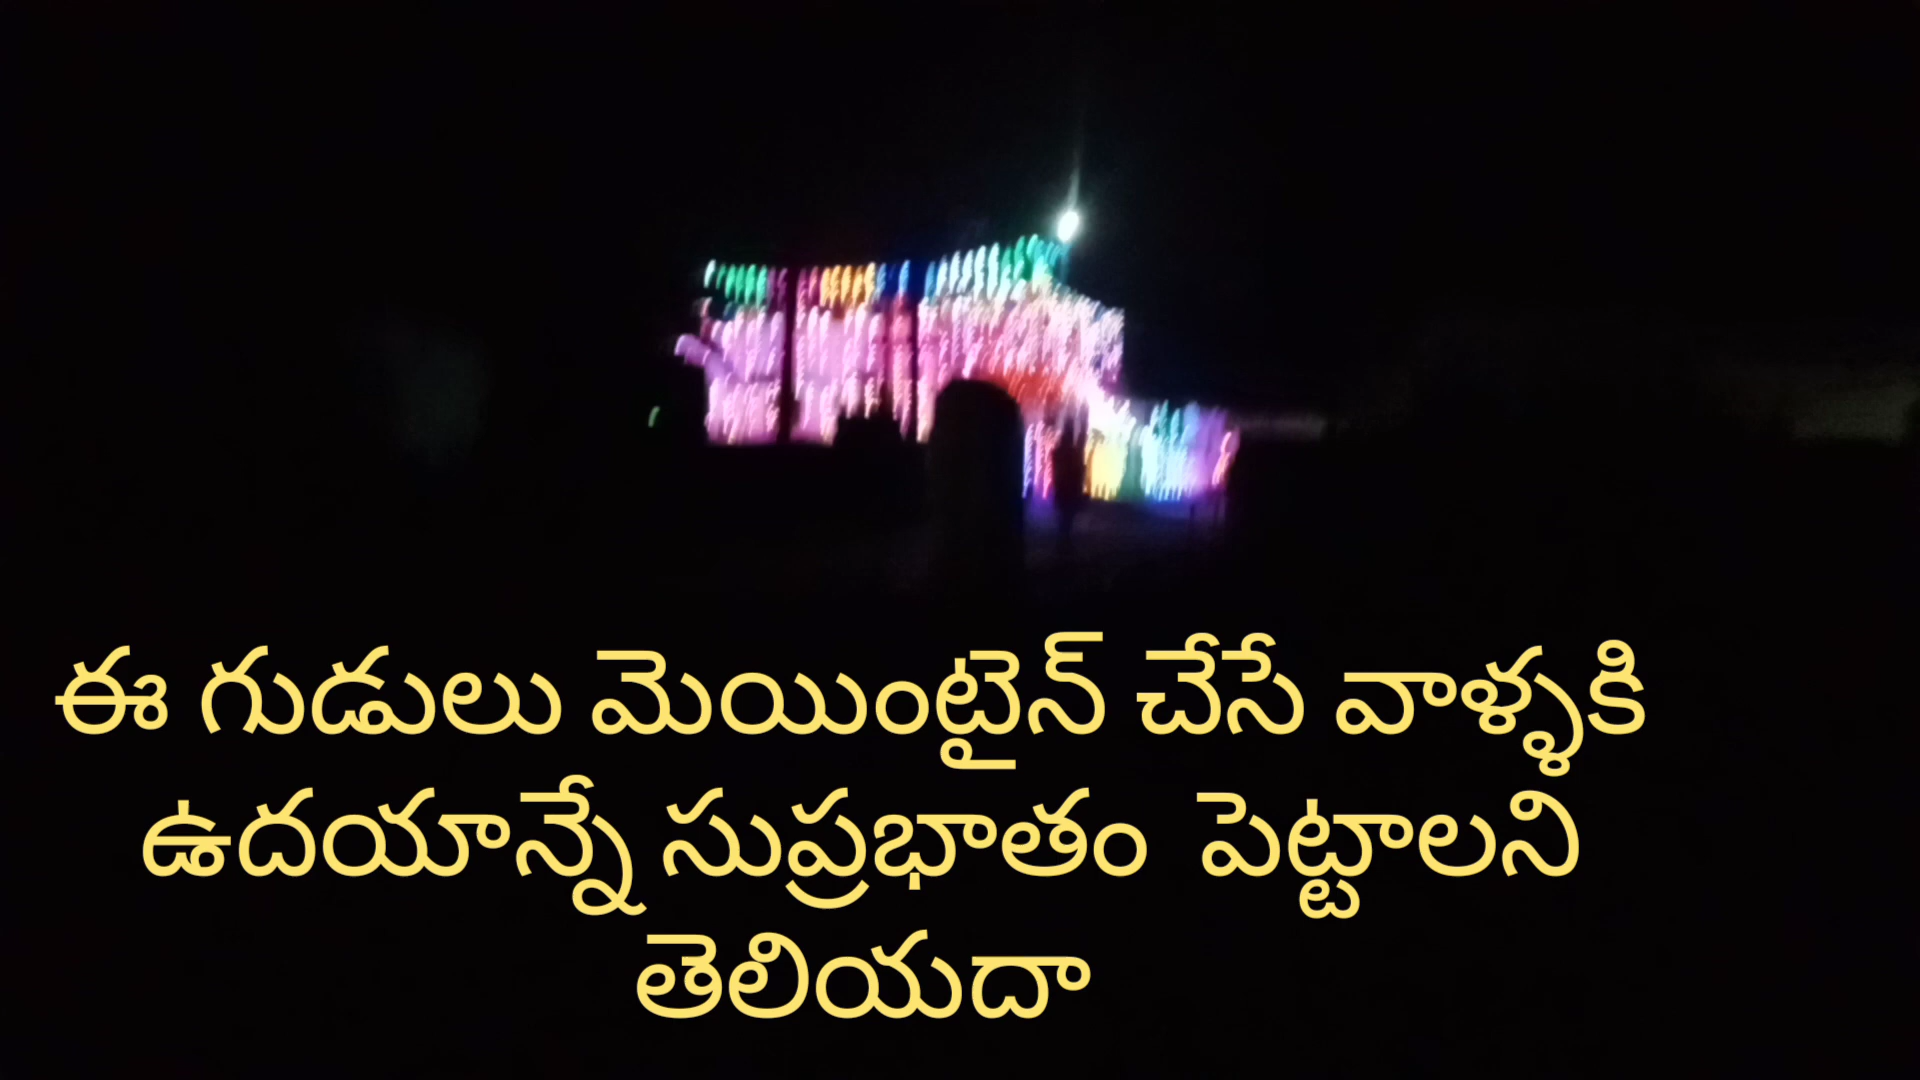 ఈ గుడులు మెయింటైన్ చేసే వాళ్ళకి
ఉదయాన్నే సుప్రభాతం పెట్టాలని
తెలియదా